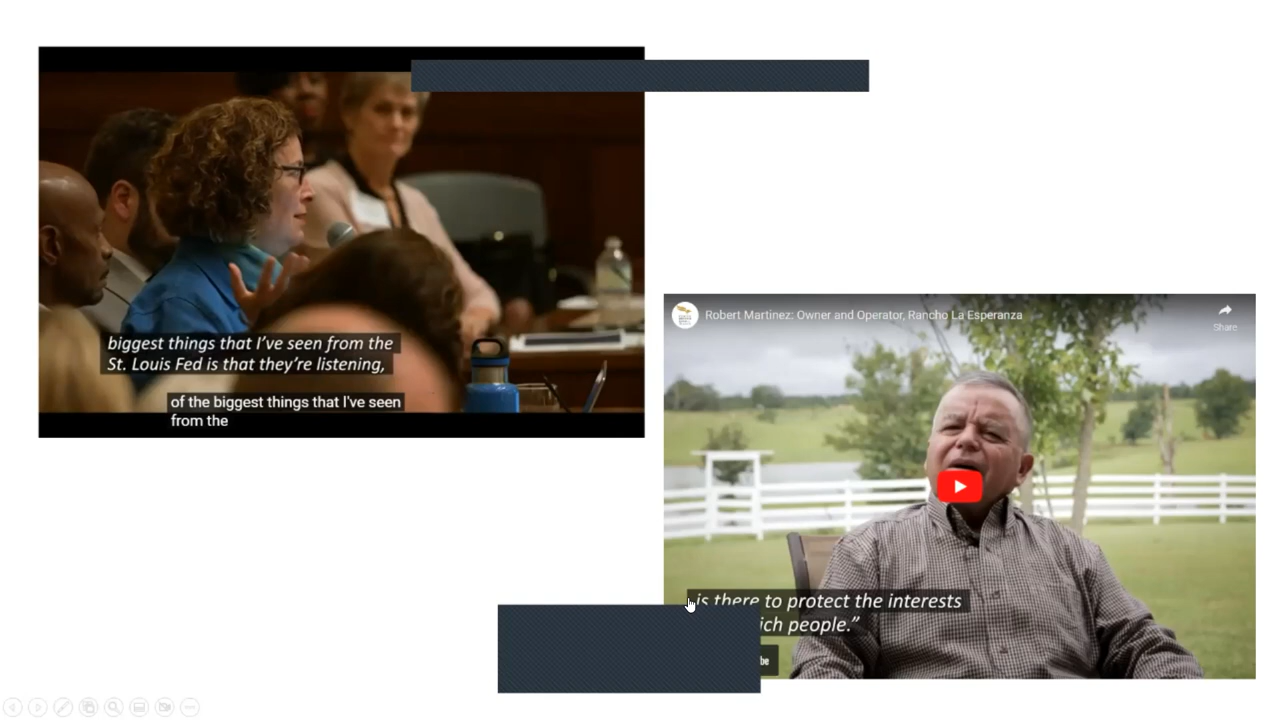 biggest things that I've seen from the
St. Louis Fed is that they're listening,
of the biggest things that I've seen
from the
Robert Martinez: Owner and Operator, Rancho La Esperanza
Share
is there to protect the interests
ich people.”
be